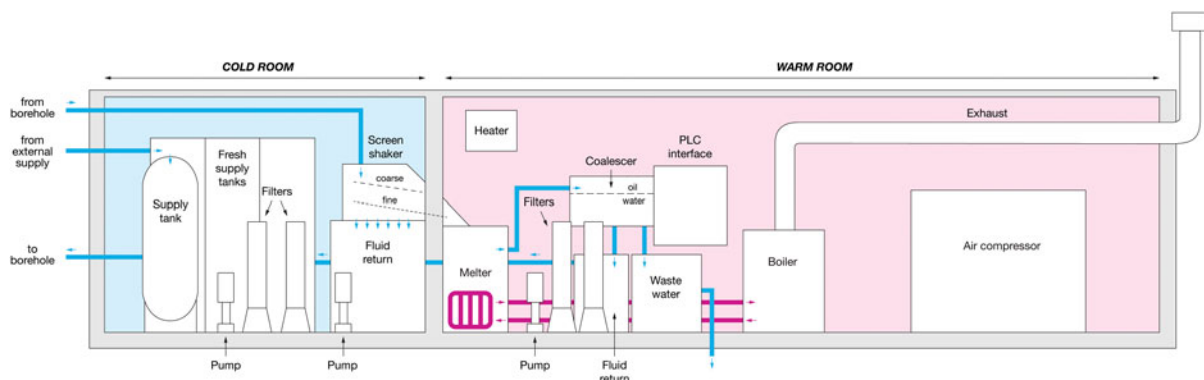 COLD ROOM
WARM ROOM
from
borehole
from
external
supply
to
borehole
Supply
tank
Fresh
supply
tanks
Filters
Screen
shaker
coarse
fine
Fluid
return
Pump
Pump
Heater
Melter
Filters
Coalescer
oil
water
PLC
interface
Waste
water
Pump
Fluid
return
Boiler
Exhaust
Air compressor